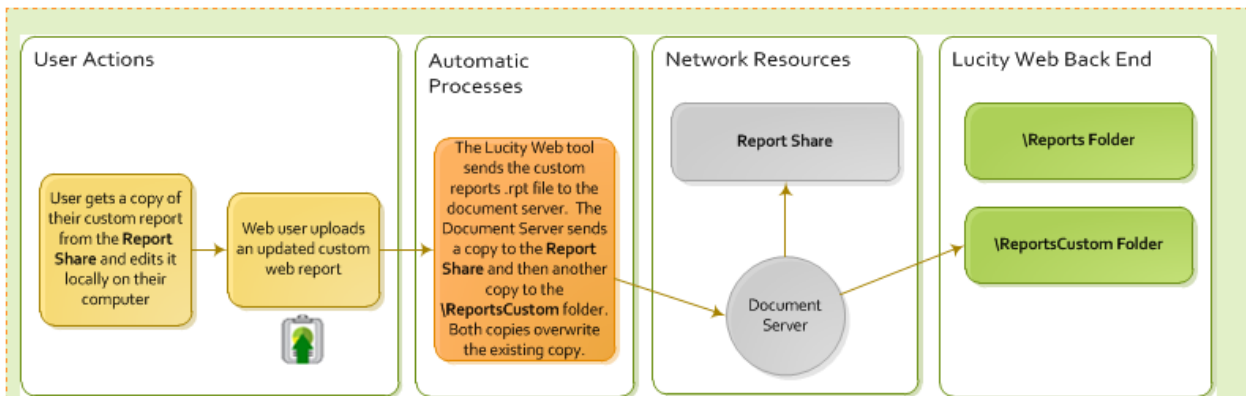 User Actions
User gets a copy of
their custom report
from the Report
Share and edits it
locally on their
computer
Web user uploads
an updated custom
web report
Automatic
Processes
The Lucity Web tool
sends the custom
reports .rpt file to the
document server. The
Document Server sends
a copy to the Report
Share and then another
copy to the
\ReportsCustom folder.
Both copies overwrite
the existing copy.
Network Resources
Report Share
Document
Server
Lucity Web Back End
\Reports Folder
\ReportsCustom Folder